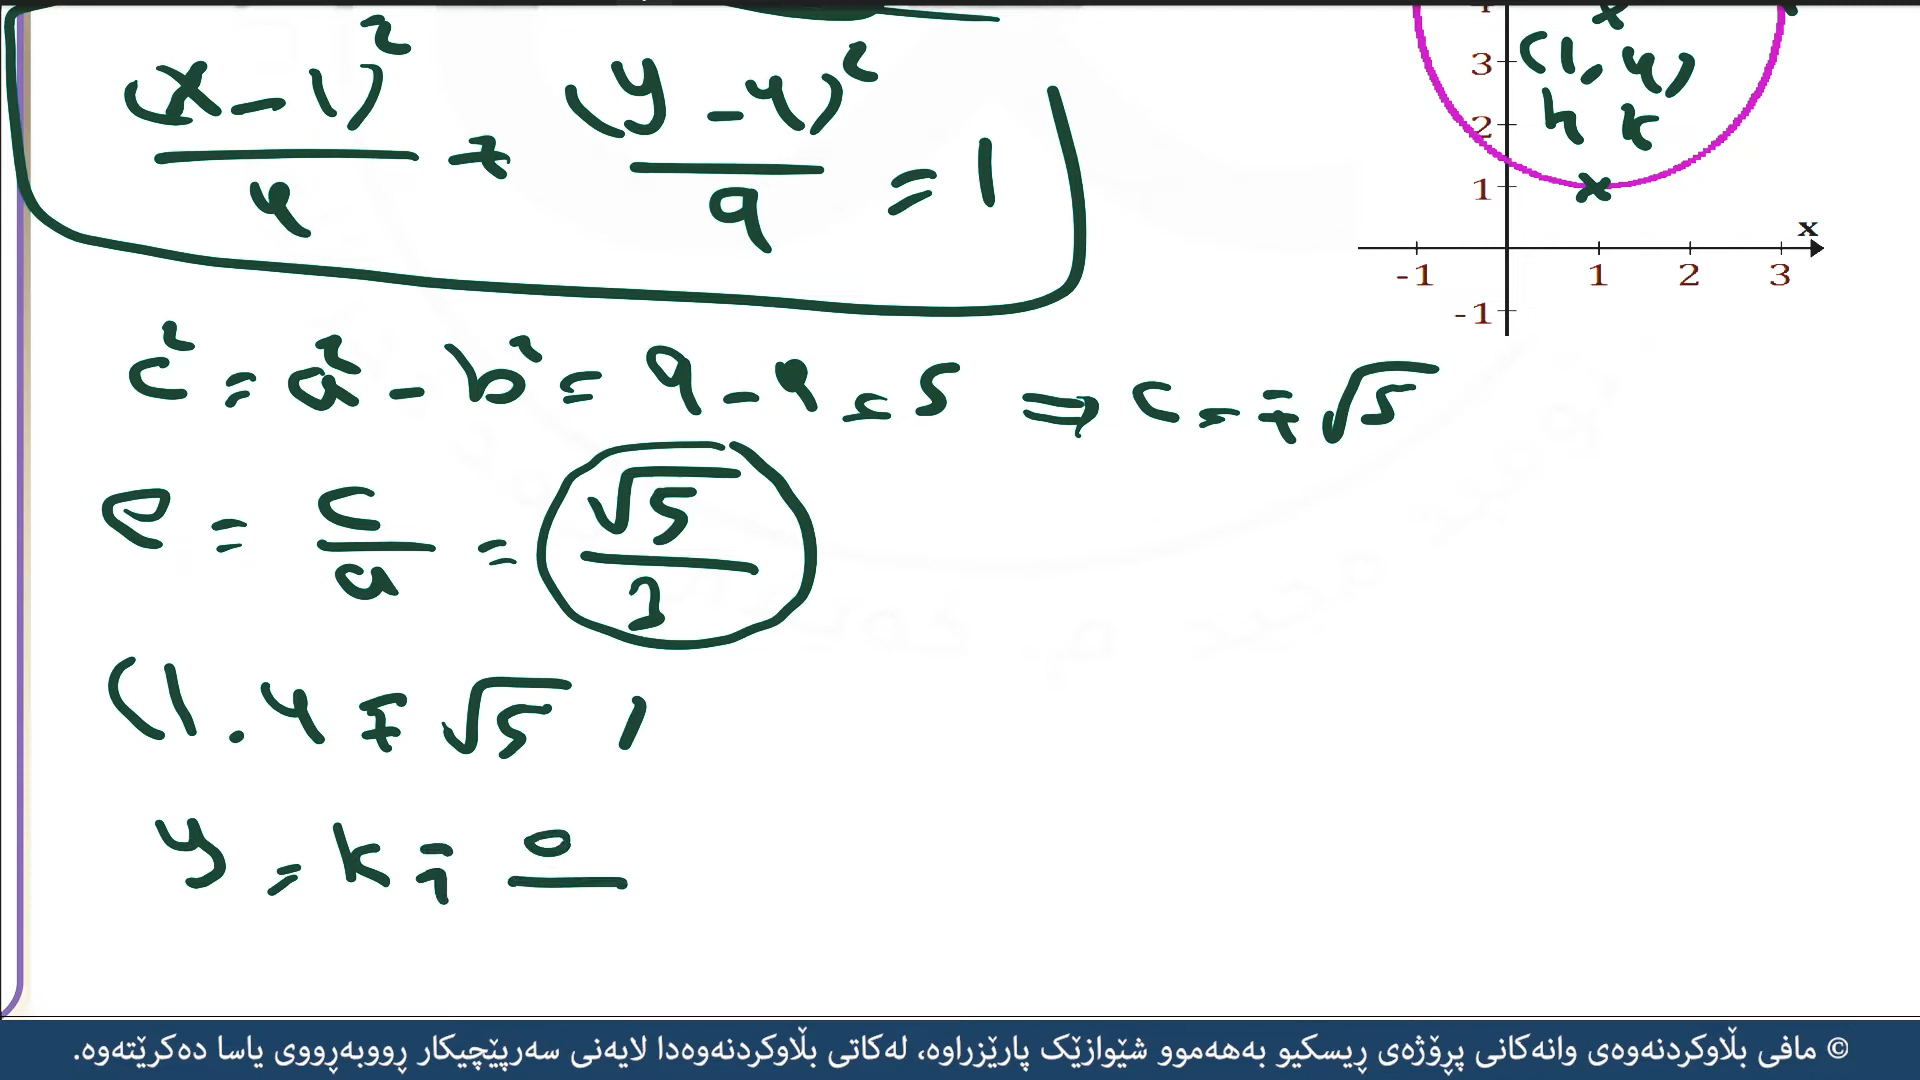 (x-1)²/4 + (y-4)²/9 = 1
4
3
(1, 4)
h k
2
1
x
-1 1 2 3
-1
c² = a² - b² = 9 - 4 = 5 ⇒ c = ∓√5
e = c/a = √5/3
(1, 4 ∓ √5)
y = k ∓
© مافی بڵاوکردنەوەی وانەکانی پڕۆژەی ڕیسکیو بەهەموو شێوازێک پارێزراوە، لەکاتی بڵاوکردنەوەدا لایەنی سەرپێچیکار ڕووبەڕووی یاسا دەکرێتەوە.